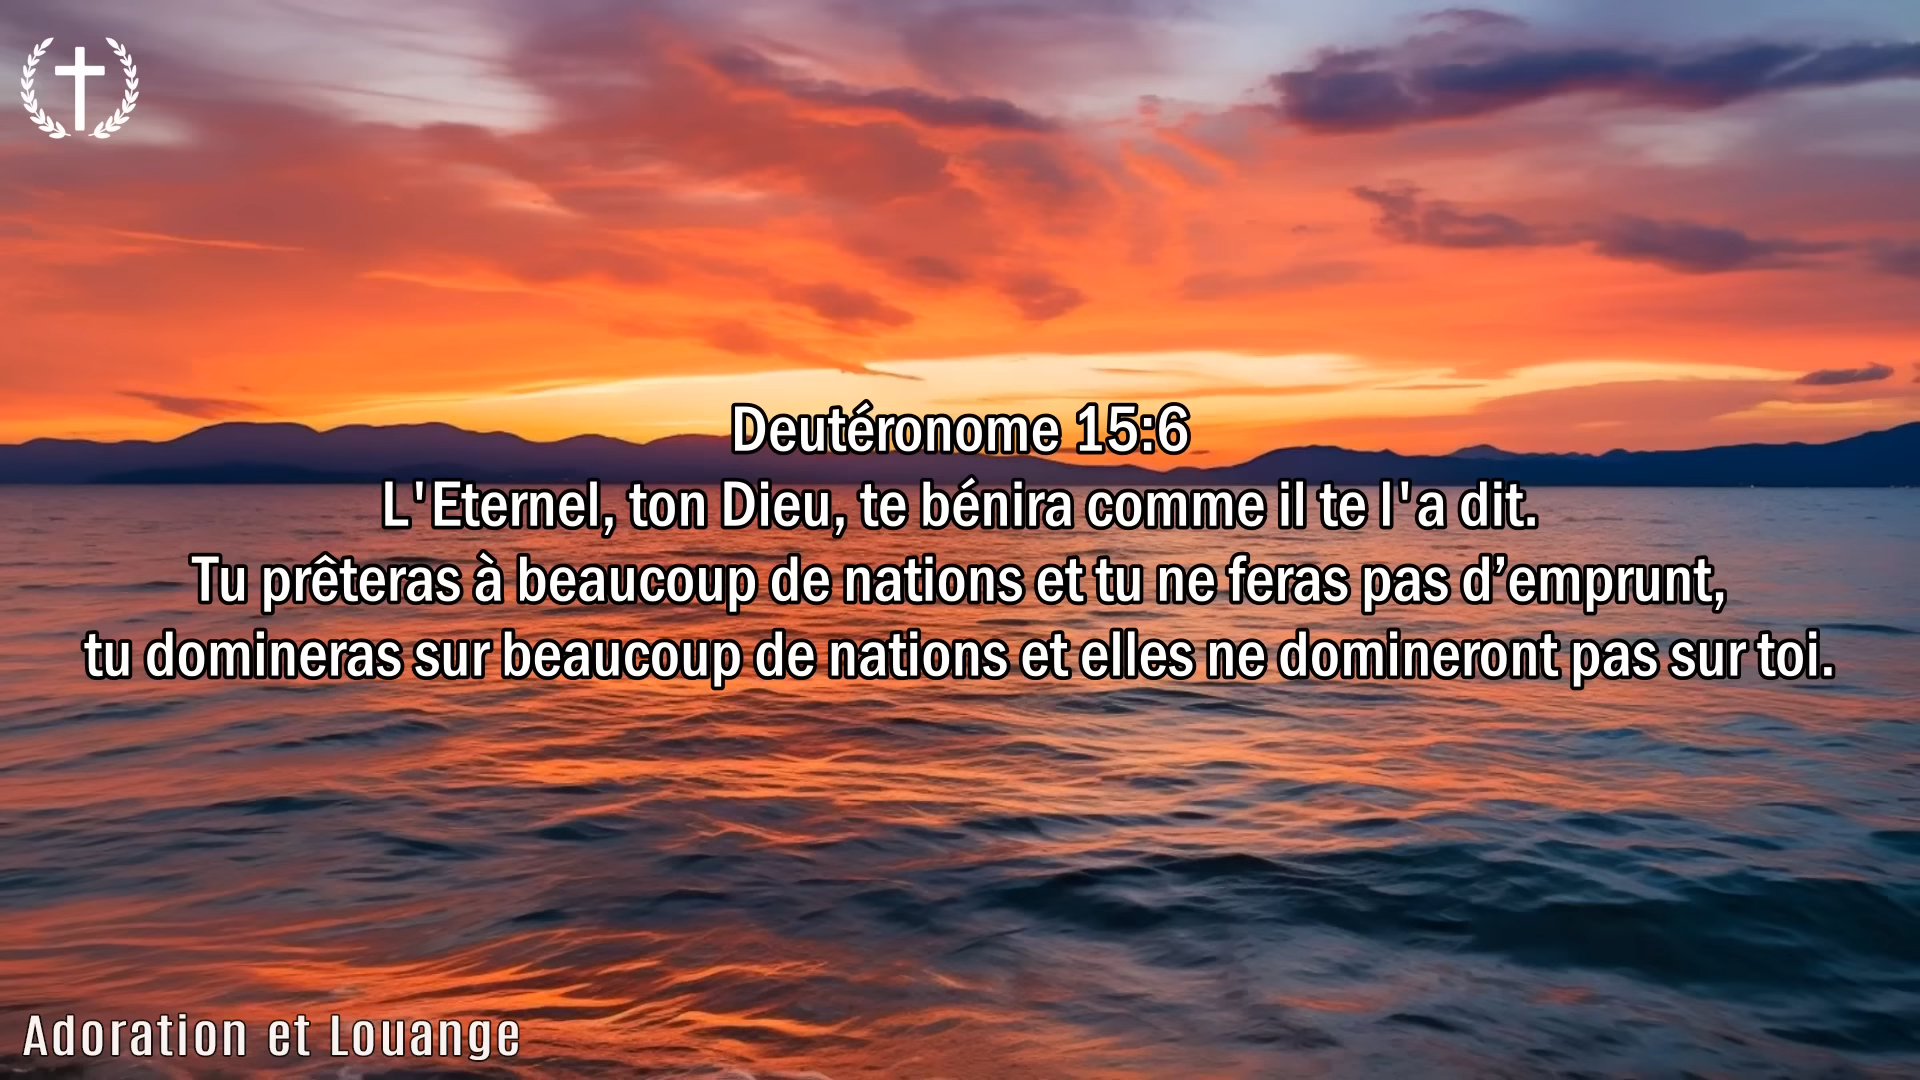 Deutéronome 15:6
L'Eternel, ton Dieu, te bénira comme il te l'a dit.
Tu prêteras à beaucoup de nations et tu ne feras pas d’emprunt,
tu domineras sur beaucoup de nations et elles ne domineront pas sur toi.
Adoration et Louange